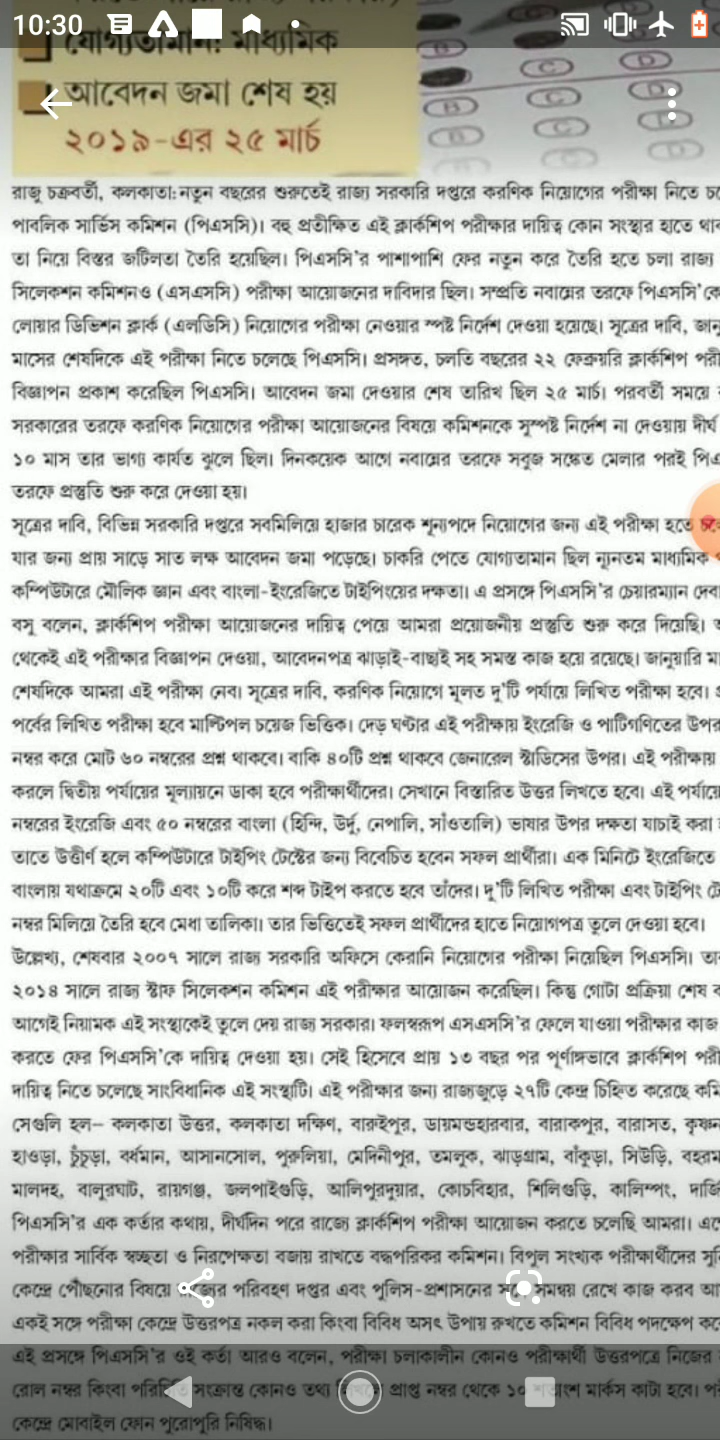 10:30
যোগ্যতামান: মাধ্যমিক
আবেদন জমা শেষ হয়
২০১৯-এর ২৫ মার্চ
রাজু চক্রবর্তী, কলকাতা: নতুন বছরের শুরুতেই রাজ্য সরকারি দপ্তরে করণিক নিয়োগের পরীক্ষা নিতে
পাবলিক সার্ভিস কমিশন (পিএসসি)। বহু প্রতীক্ষিত এই ক্লার্কশিপ পরীক্ষার দায়িত্ব কোন সংস্থার হাতে
তা নিয়ে বিস্তর জটিলতা তৈরি হয়েছিল। পিএসসি'র পাশাপাশি ফের নতুন করে তৈরি হতে চলা রাজ্য
সিলেকশন কমিশনও (এসএসসি) পরীক্ষা আয়োজনের দাবিদার ছিল। সম্প্রতি নবান্নের তরফে পিএসসি'কে
লোয়ার ডিভিশন ক্লার্ক (এলডিসি) নিয়োগের পরীক্ষা নেওয়ার স্পষ্ট নির্দেশ দেওয়া হয়েছে। সূত্রের দাবি,
মাসের শেষদিকে এই পরীক্ষা নিতে চলেছে পিএসসি। প্রসঙ্গত, চলতি বছরের ২২ ফেব্রুয়রি ক্লার্কশিপ
বিজ্ঞাপন প্রকাশ করেছিল পিএসসি। আবেদন জমা দেওয়ার শেষ তারিখ ছিল ২৫ মার্চ। পরবর্তী সময়ে
সরকারের তরফে করণিক নিয়োগের পরীক্ষা আয়োজনের বিষয়ে কমিশনকে সুস্পষ্ট নির্দেশ না দেওয়ায় দীর্ঘ
১০ মাস তার ভাগ্য কার্যত ঝুলে ছিল। দিনকয়েক আগে নবান্নের তরফে সবুজ সঙ্কেত মেলার পরই
তরফে প্রস্তুতি শুরু করে দেওয়া হয়।
সূত্রের দাবি, বিভিন্ন সরকারি দপ্তরে সবমিলিয়ে হাজার চারেক শূন্যপদে নিয়োগের জন্য এই পরীক্ষা হতে
যার জন্য প্রায় সাড়ে সাত লক্ষ আবেদন জমা পড়েছে। চাকরি পেতে যোগ্যতামান ছিল ন্যূনতম মাধ্যমিক
কম্পিউটারে মৌলিক জ্ঞান এবং বাংলা-ইংরেজিতে টাইপিংয়ের দক্ষতা। এ প্রসঙ্গে পিএসসি'র চেয়ারম্যান
বসু বলেন, ক্লার্কশিপ পরীক্ষা আয়োজনের দায়িত্ব পেয়ে আমরা প্রয়োজনীয় প্রস্তুতি শুরু করে দিয়েছি।
থেকেই এই পরীক্ষার বিজ্ঞাপন দেওয়া, আবেদনপত্র ঝাড়াই-বাছাই সহ সমস্ত কাজ হয়ে রয়েছে। জানুয়ারি
শেষদিকে আমরা এই পরীক্ষা নেব। সূত্রের দাবি, করণিক নিয়োগে মূলত দু'টি পর্যায়ে লিখিত পরীক্ষা হবে।
পর্বের লিখিত পরীক্ষা হবে মাল্টিপল চয়েজ ভিত্তিক। দেড় ঘণ্টার এই পরীক্ষায় ইংরেজি ও পাটিগণিতের উপর
নম্বর করে মোট ৬০ নম্বরের প্রশ্ন থাকবে। বাকি ৪০টি প্রশ্ন থাকবে জেনারেল স্টাডিসের উপর। এই পরীক্ষায়
করলে দ্বিতীয় পর্যায়ের মূল্যায়নে ডাকা হবে পরীক্ষার্থীদের। সেখানে বিস্তারিত উত্তর লিখতে হবে। এই
নম্বরের ইংরেজি এবং ৫০ নম্বরের বাংলা (হিন্দি, উর্দু, নেপালি, সাঁওতালি) ভাষার উপর দক্ষতা যাচাই করা
তাতে উত্তীর্ণ হলে কম্পিউটারে টাইপিং টেস্টের জন্য বিবেচিত হবেন সফল প্রার্থীরা। এক মিনিটে ইংরেজিতে
বাংলায় যথাক্রমে ২০টি এবং ১০টি করে শব্দ টাইপ করতে হবে তাঁদের। দু'টি লিখিত পরীক্ষা এবং টাইপিং
নম্বর মিলিয়ে তৈরি হবে মেধা তালিকা। তার ভিত্তিতেই সফল প্রার্থীদের হাতে নিয়োগপত্র তুলে দেওয়া হবে।
উল্লেখ্য, শেষবার ২০০৭ সালে রাজ্য সরকারি অফিসে কেরানি নিয়োগের পরীক্ষা নিয়েছিল পিএসসি।
২০১৪ সালে রাজ্য স্টাফ সিলেকশন কমিশন এই পরীক্ষার আয়োজন করেছিল। কিন্তু গোটা প্রক্রিয়া শেষ
আগেই নিয়ামক এই সংস্থাকেই তুলে দেয় রাজ্য সরকার। ফলস্বরূপ এসএসসি'র ফেলে যাওয়া পরীক্ষার কাজ
করতে ফের পিএসসি'কে দায়িত্ব দেওয়া হয়। সেই হিসেবে প্রায় ১৩ বছর পর পূর্ণাঙ্গভাবে ক্লার্কশিপ
দায়িত্ব নিতে চলেছে সাংবিধানিক এই সংস্থাটি। এই পরীক্ষার জন্য রাজ্যজুড়ে ২৭টি কেন্দ্র চিহ্নিত করেছে
সেগুলি হল– কলকাতা উত্তর, কলকাতা দক্ষিণ, বারুইপুর, ডায়মন্ডহারবার, বারাকপুর, বারাসত,
হাওড়া, চুঁচুড়া, বর্ধমান, আসানসোল, পুরুলিয়া, মেদিনীপুর, তমলুক, ঝাড়গ্রাম, বাঁকুড়া, সিউড়ি,
মালদহ, বালুরঘাট, রায়গঞ্জ, জলপাইগুড়ি, আলিপুরদুয়ার, কোচবিহার, শিলিগুড়ি, কালিম্পং,
পিএসসি'র এক কর্তার কথায়, দীর্ঘদিন পরে রাজ্যে ক্লার্কশিপ পরীক্ষা আয়োজন করতে চলেছি আমরা।
পরীক্ষার সার্বিক স্বচ্ছতা ও নিরপেক্ষতা বজায় রাখতে বদ্ধপরিকর কমিশন। বিপুল সংখ্যক পরীক্ষার্থীদের
কেন্দ্রে পৌঁছনোর বিষয়ে পরিবহণ দপ্তর এবং পুলিস-প্রশাসনের সমন্বয় রেখে কাজ করব
একই সঙ্গে পরীক্ষা কেন্দ্রে উত্তরপত্র নকল করা কিংবা বিবিধ অসৎ উপায় রুখতে কমিশন বিবিধ পদক্ষেপ
এই প্রসঙ্গে পিএসসি'র ওই কর্তা আরও বলেন, পরীক্ষা চলাকালীন কোনও পরীক্ষার্থী উত্তরপত্রে নিজের
রোল নম্বর কিংবা সংক্রান্ত কোনও তথ্য প্রাপ্ত নম্বর থেকে ১০ মার্কস কাটা হবে।
কেন্দ্রে মোবাইল ফোন পুরোপুরি নিষিদ্ধ।